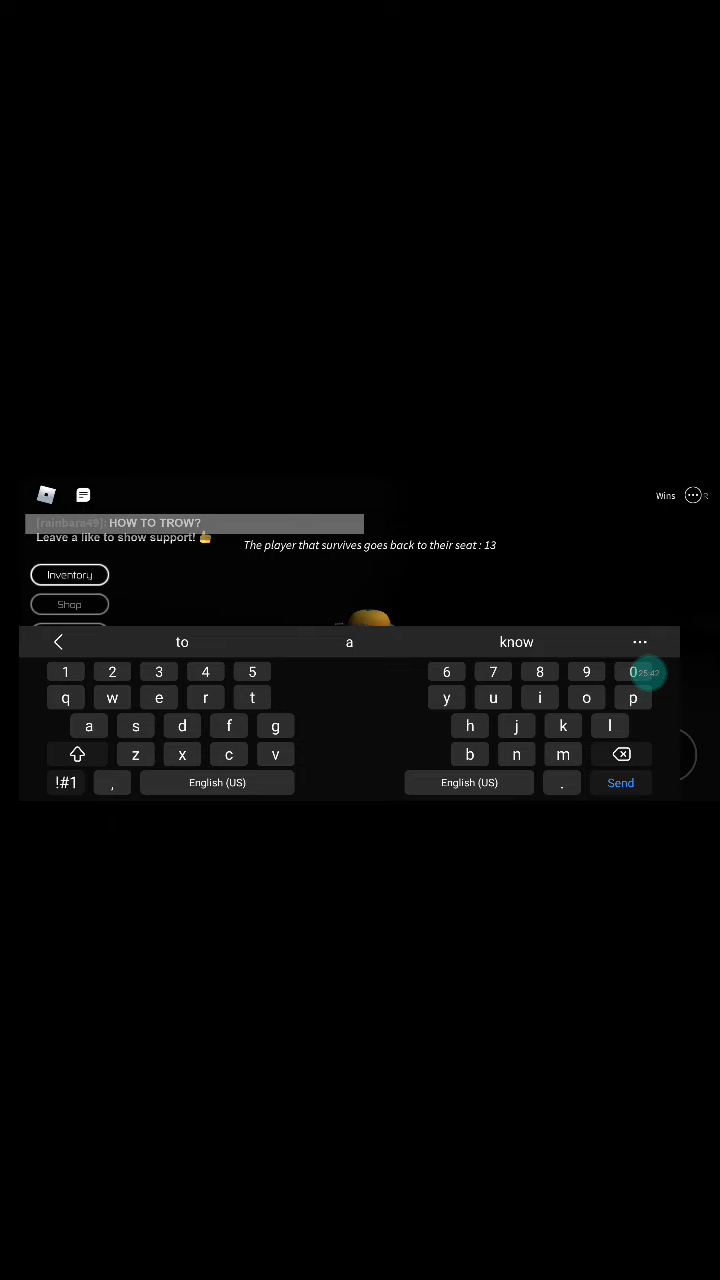 Wins
R
[rainbara49]: HOW TO TROW?
Leave a like to show support! 👍
The player that survives goes back to their seat : 13
Inventory
Shop
to a know ...
1 2 3 4 5 6 7 8 9 0 25:42
q w e r t y u i o p
a s d f g h j k l
z x c v b n m
!#1 , English (US) English (US) . Send